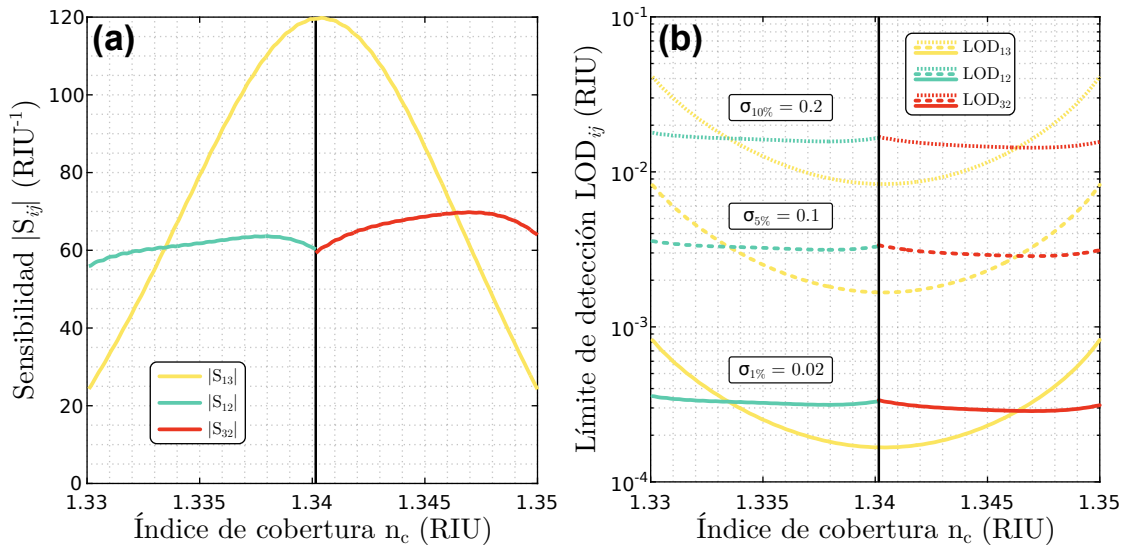 (a)
Sensibilidad |S_ij| (RIU⁻¹)
120
100
80
60
40
20
0
|S₁₃|
|S₁₂|
|S₃₂|
1.33
1.335
1.34
1.345
1.35
Índice de cobertura n_c (RIU)
(b)
Límite de detección LOD_ij (RIU)
10⁻¹
10⁻²
10⁻³
10⁻⁴
LOD₁₃
LOD₁₂
LOD₃₂
σ₁₀% = 0.2
σ₅% = 0.1
σ₁% = 0.02
1.33
1.335
1.34
1.345
1.35
Índice de cobertura n_c (RIU)